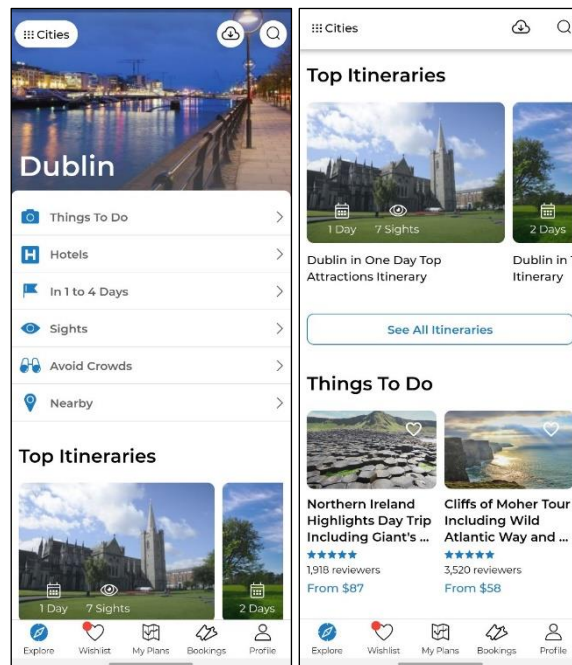 Cities
Dublin
Things To Do
Hotels
In 1 to 4 Days
Sights
Avoid Crowds
Nearby
Top Itineraries
1 Day 7 Sights
2 Days
Explore Wishlist My Plans Bookings Profile
Cities
Top Itineraries
1 Day 7 Sights
2 Days
Dublin in One Day Top
Attractions Itinerary
Dublin in
Itinerary
See All Itineraries
Things To Do
Northern Ireland
Highlights Day Trip
Including Giant's ...
1,918 reviewers
From $87
Cliffs of Moher Tour
Including Wild
Atlantic Way and ...
3,520 reviewers
From $58
Explore Wishlist My Plans Bookings Profile